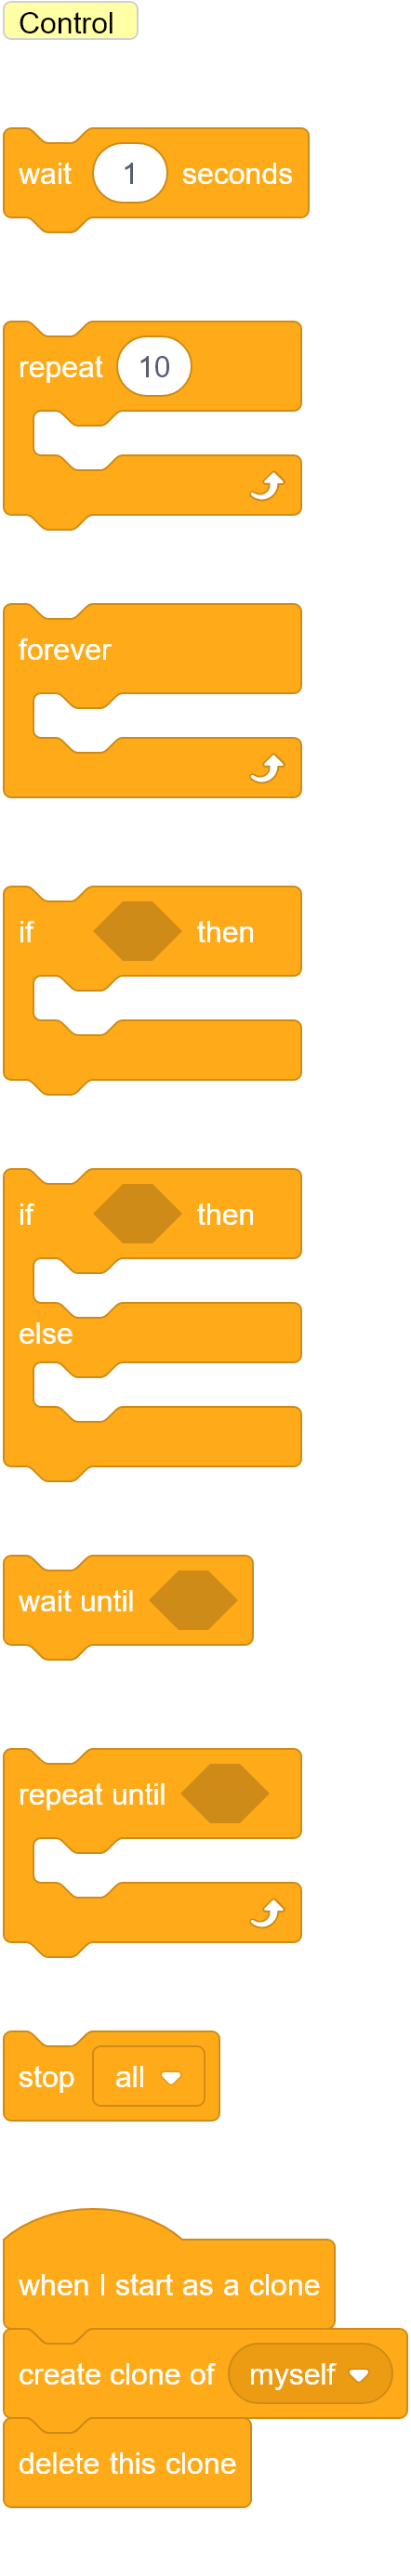 Control
wait 1 seconds
repeat 10
forever
if then
if then
else
wait until
repeat until
stop all
when I start as a clone
create clone of myself
delete this clone